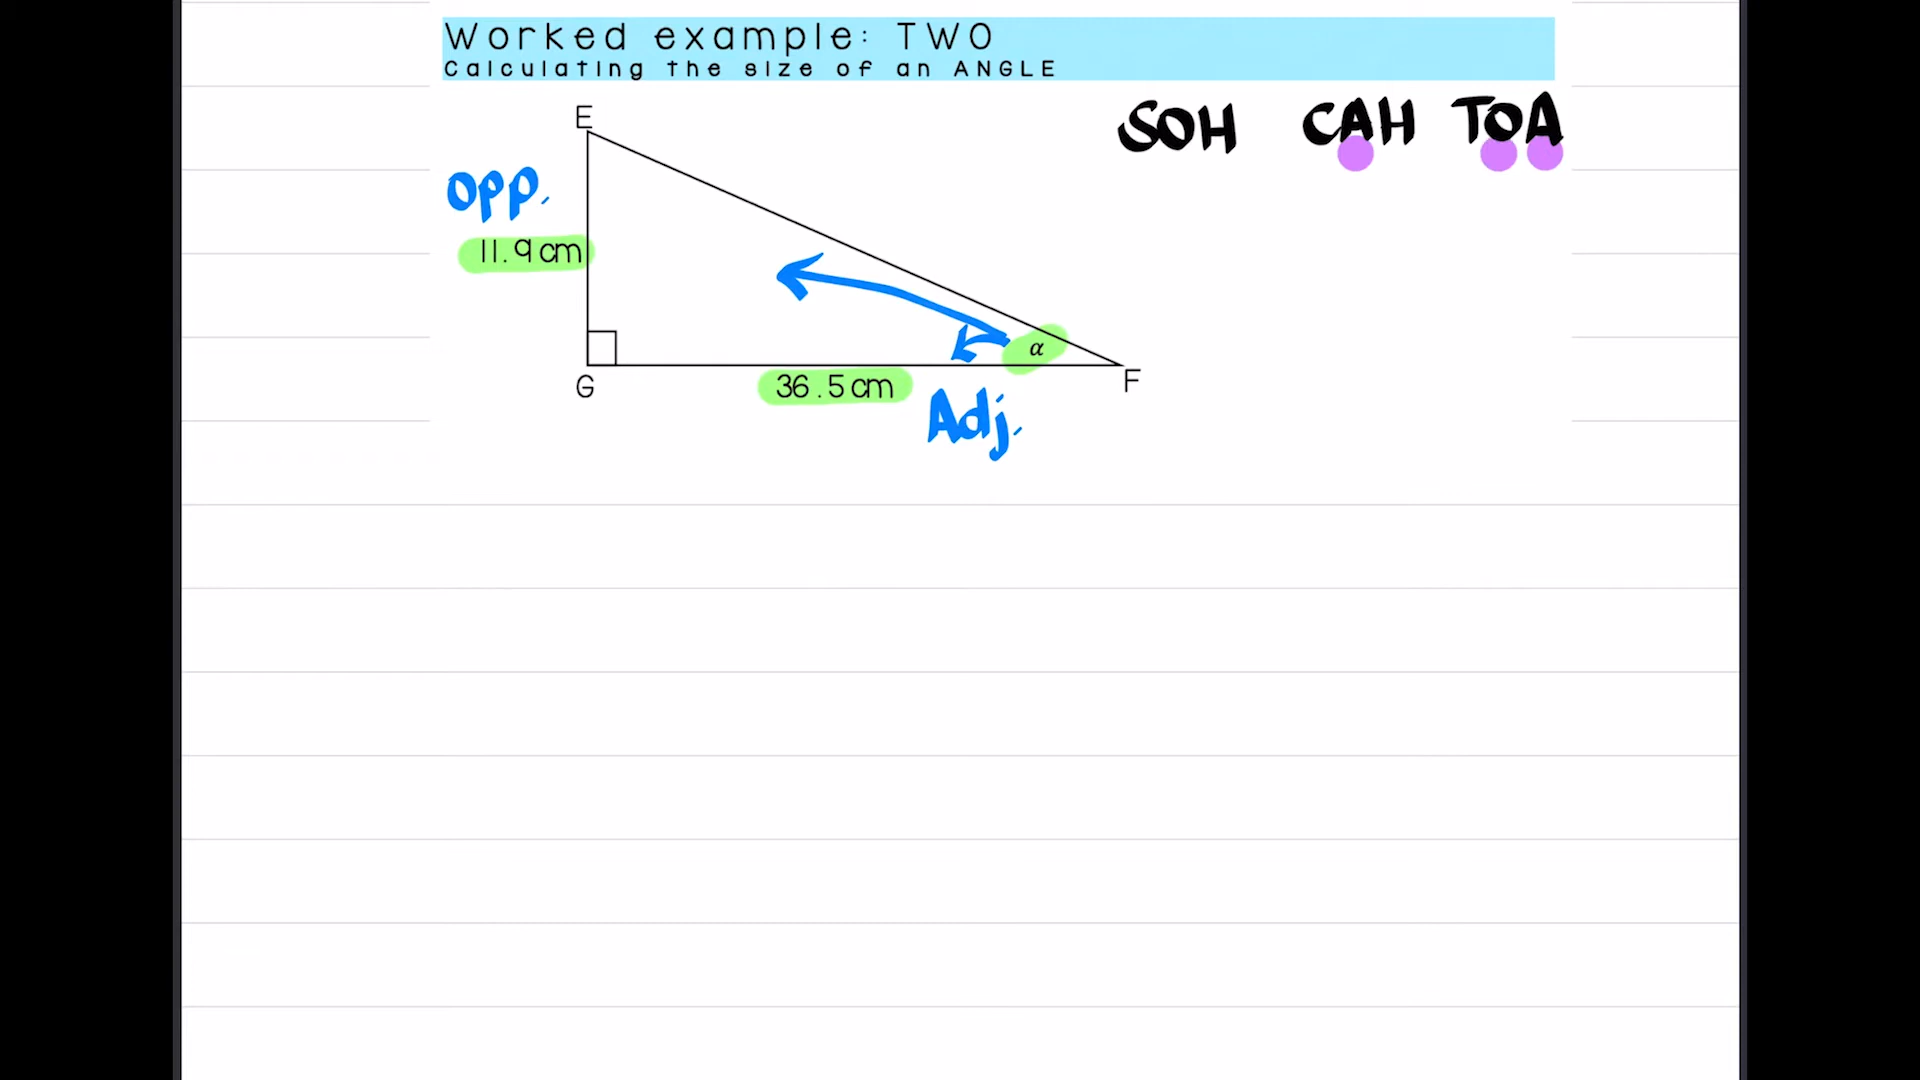 Worked example: TWO
Calculating the size of an ANGLE
SOH CAH TOA
E
opp.
11.9 cm
α
G
36.5 cm
F
Adj.